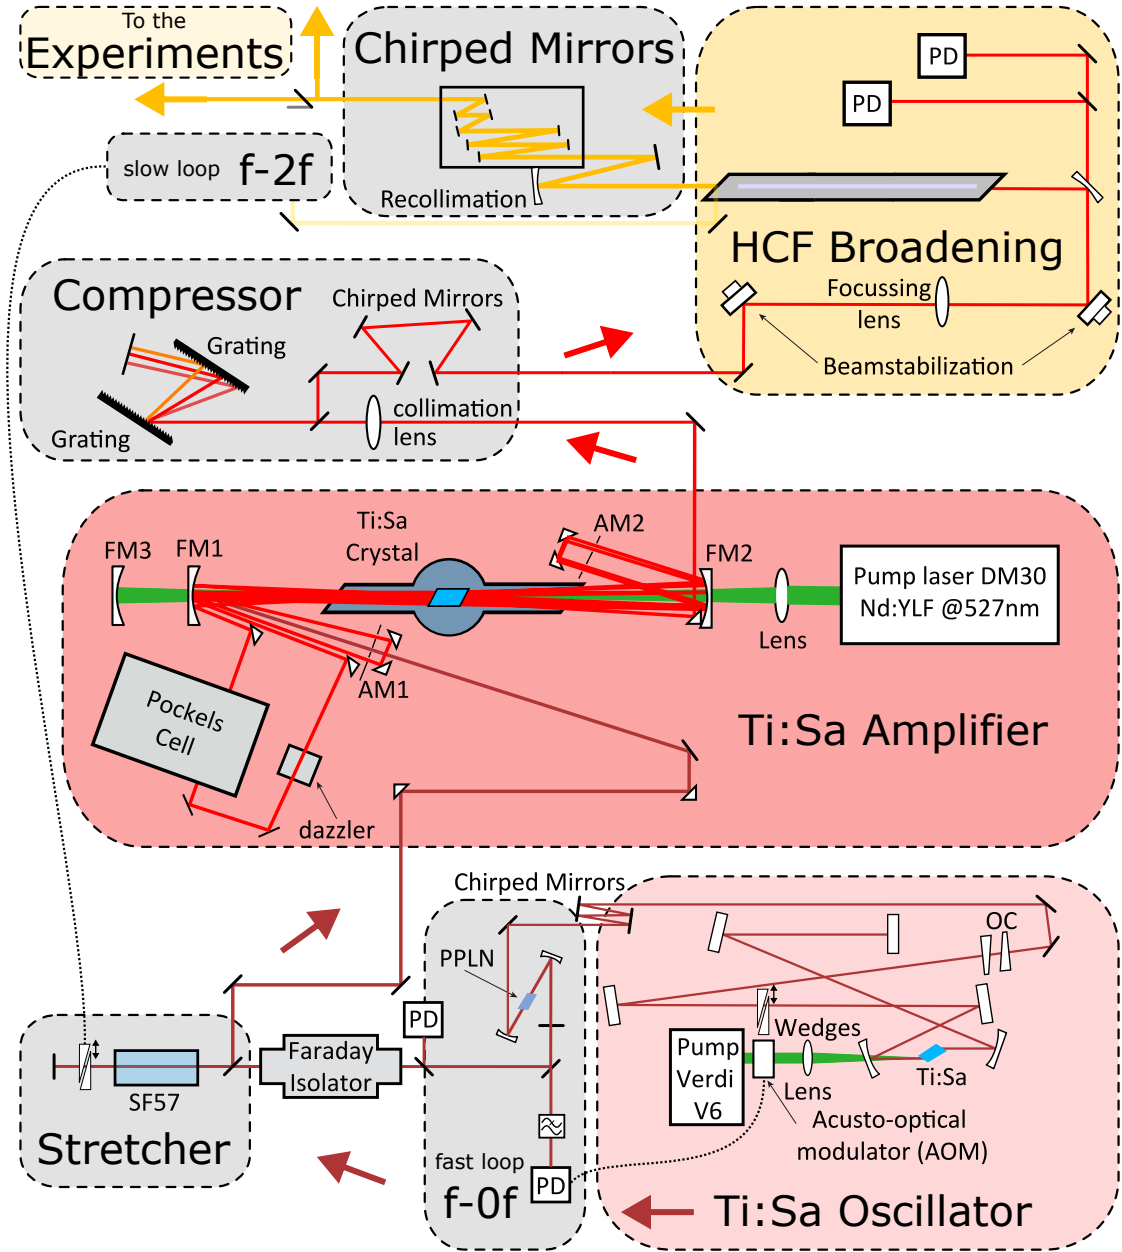 To the
Experiments
Chirped Mirrors
PD
PD
slow loop f-2f
Recollimation
HCF Broadening
Compressor
Chirped Mirrors
Grating
Grating
collimation
lens
Focussing
lens
Beamstabilization
Ti:Sa
Crystal
AM2
FM3
FM1
FM2
Pump laser DM30
Nd:YLF @527nm
Lens
AM1
Pockels
Cell
dazzler
Ti:Sa Amplifier
Chirped Mirrors
OC
PPLN
PD
Wedges
Faraday
Isolator
Pump
Verdi
V6
Lens
Ti:Sa
SF57
Acusto-optical
modulator (AOM)
Stretcher
fast loop
f-0f
PD
Ti:Sa Oscillator